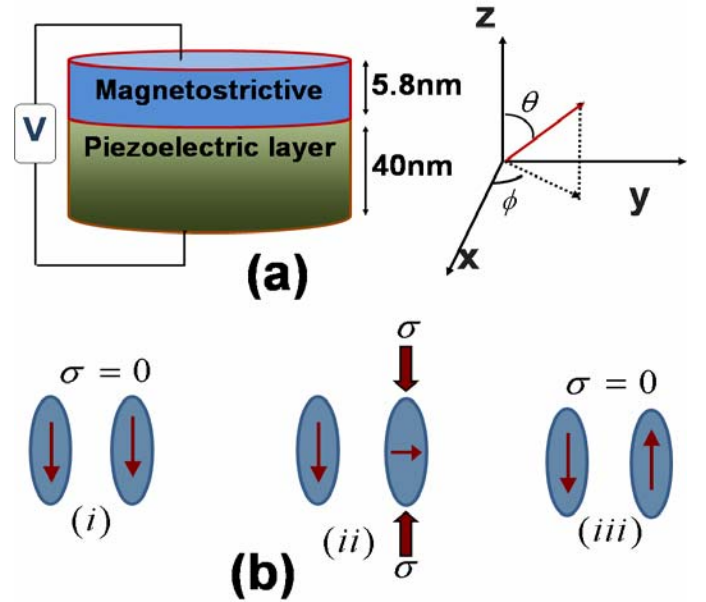 V
Magnetostrictive
5.8nm
Piezoelectric layer
40nm
(a)
z
θ
y
ϕ
x
σ = 0
(i)
σ
(ii)
σ
σ = 0
(iii)
(b)